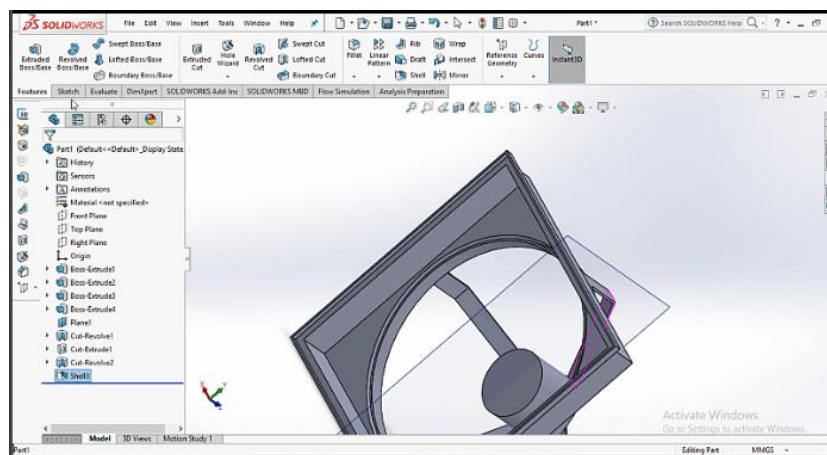 SOLIDWORKS File Edit View Insert Tools Window Help Part1 * Search SOLIDWORKS Help
Extruded Boss/Base
Revolved Boss/Base
Swept Boss/Base
Lofted Boss/Base
Boundary Boss/Base
Extruded Cut
Hole Wizard
Revolved Cut
Swept Cut
Lofted Cut
Boundary Cut
Fillet
Linear Pattern
Rib
Draft
Shell
Wrap
Intersect
Mirror
Reference Geometry
Curves
Instant3D
Features Sketch Evaluate DimXpert SOLIDWORKS Add-Ins SOLIDWORKS MBD Flow Simulation Analysis Preparation
Part1 (Default<<Default>_Display State
History
Sensors
Annotations
Material <not specified>
Front Plane
Top Plane
Right Plane
Origin
Boss-Extrude1
Boss-Extrude2
Boss-Extrude3
Boss-Extrude4
Plane1
Cut-Revolve1
Cut-Extrude1
Cut-Revolve2
Shell3
Activate Windows
Go to Settings to activate Windows.
Model 3D Views Motion Study 1
Part1 Editing Part MMGS